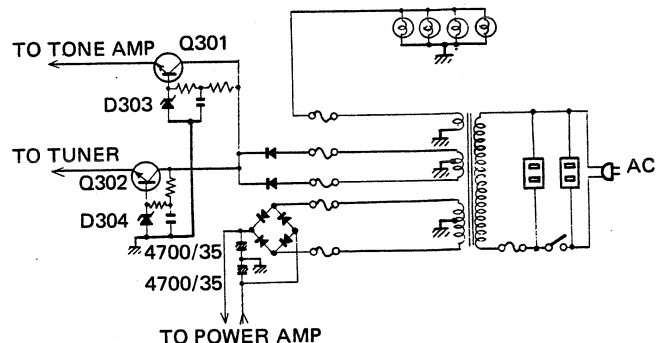 Q301
TO TONE AMP
D303
TO TUNER
Q302
D304
AC
4700/35
4700/35
TO POWER AMP